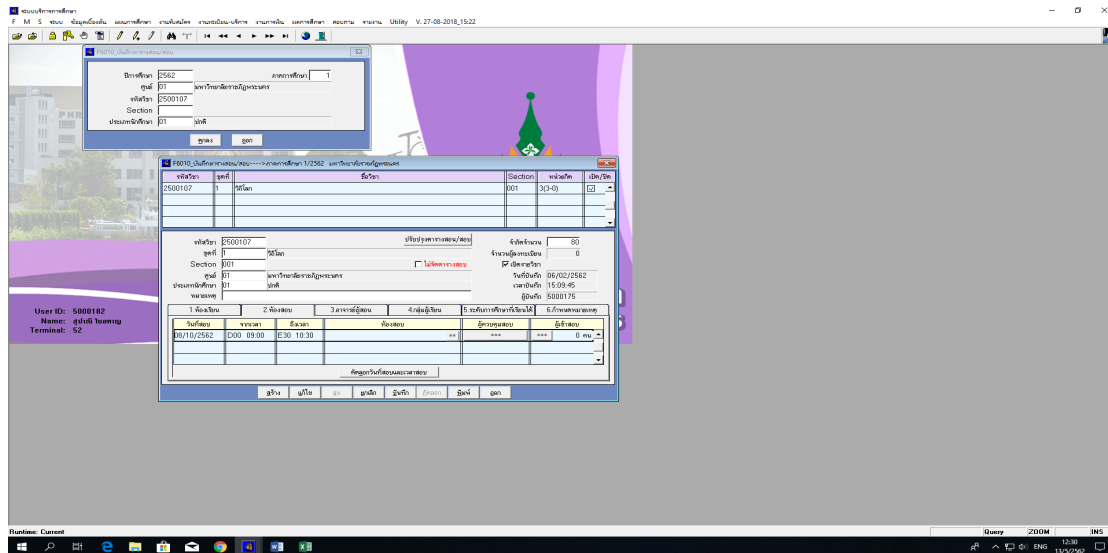 ระบบบริการการศึกษา
F M S ระบบ ข้อมูลเบื้องต้น แผนการศึกษา งานรับสมัคร งานทะเบียน-บริการ งานการเงิน ผลการศึกษา สอบถาม รายงาน Utility V. 27-08-2018_15:22
F6010_บันทึกตารางสอน/สอบ
ปีการศึกษา 2562 ภาคการศึกษา 1
ศูนย์ 01 มหาวิทยาลัยราชภัฏพระนคร
รหัสวิชา 2500107
Section
ประเภทนักศึกษา 01 ปกติ
ตกลง ออก
PHR
F6010_บันทึกตารางสอน/สอบ---->ภาคการศึกษา 1/2562 มหาวิทยาลัยราชภัฏพระนคร
รหัสวิชา ชุดที่ ชื่อวิชา Section หน่วยกิต เปิด/ปิด
2500107 1 วิถีโลก 001 3(3-0)
รหัสวิชา 2500107 ปรับปรุงตารางสอน/สอบ จำกัดจำนวน 80
ชุดที่ 1 วิถีโลก จำนวนผู้ลงทะเบียน 0
Section 001 ไม่จัดตารางสอบ เปิดรายวิชา
ศูนย์ 01 มหาวิทยาลัยราชภัฏพระนคร วันที่บันทึก 06/02/2562
ประเภทนักศึกษา 01 ปกติ เวลาบันทึก 15:09:45
หมายเหตุ ผู้บันทึก 5000175
1.ห้องเรียน 2.ห้องสอบ 3.อาจารย์ผู้สอน 4.กลุ่มผู้เรียน 5.ระดับการศึกษาที่เรียนได้ 6.กำหนดหมายเหตุ
วันที่สอบ จากเวลา ถึงเวลา ห้องสอบ ผู้ควบคุมสอบ ผู้เข้าสอบ
08/10/2562 D00 09:00 E30 10:30 ** *** *** 0 คน
คัดลอกวันที่สอบและเวลาสอบ
สร้าง แก้ไข ลบ ยกเลิก บันทึก คัดลอก พิมพ์ ออก
User ID: 5000182
Name:
Terminal: 52
Runtime: Current Query ZOOM INS
ENG 12:30
13/5/2562